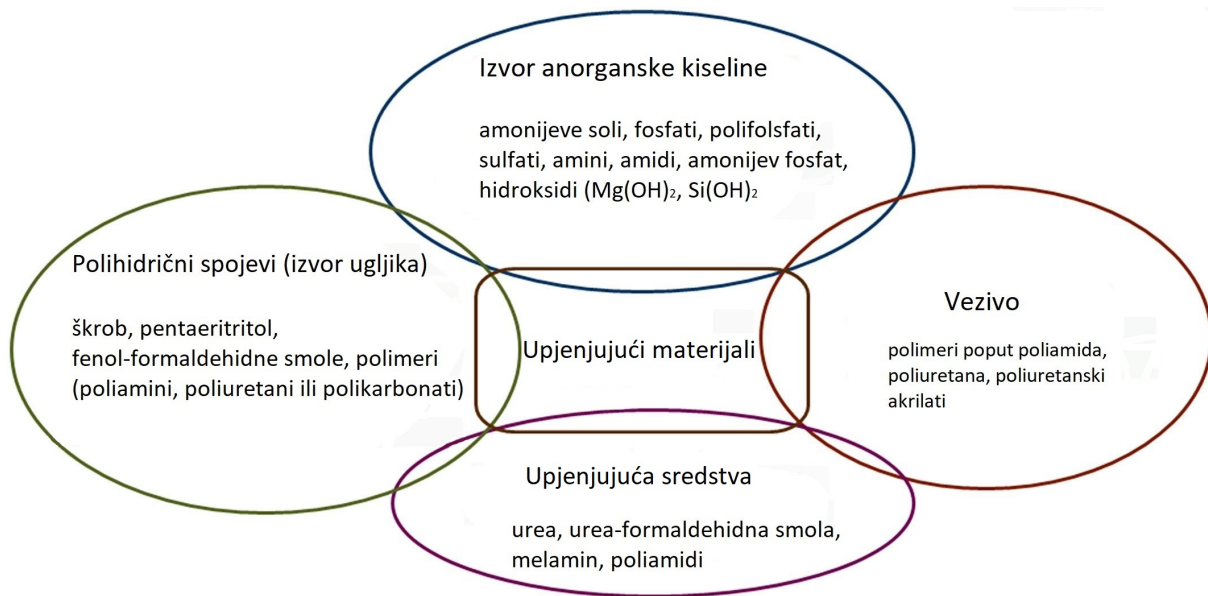 Izvor anorganske kiseline
amonijeve soli, fosfati, polifolsfati,
sulfati, amini, amidi, amonijev fosfat,
hidroksidi (Mg(OH)₂, Si(OH)₂
Polihidrični spojevi (izvor ugljika)
škrob, pentaeritritol,
fenol-formaldehidne smole, polimeri
(poliamini, poliuretani ili polikarbonati)
Upjenjujući materijali
Vezivo
polimeri poput poliamida,
poliuretana, poliuretanski
akrilati
Upjenjujuća sredstva
urea, urea-formaldehidna smola,
melamin, poliamidi